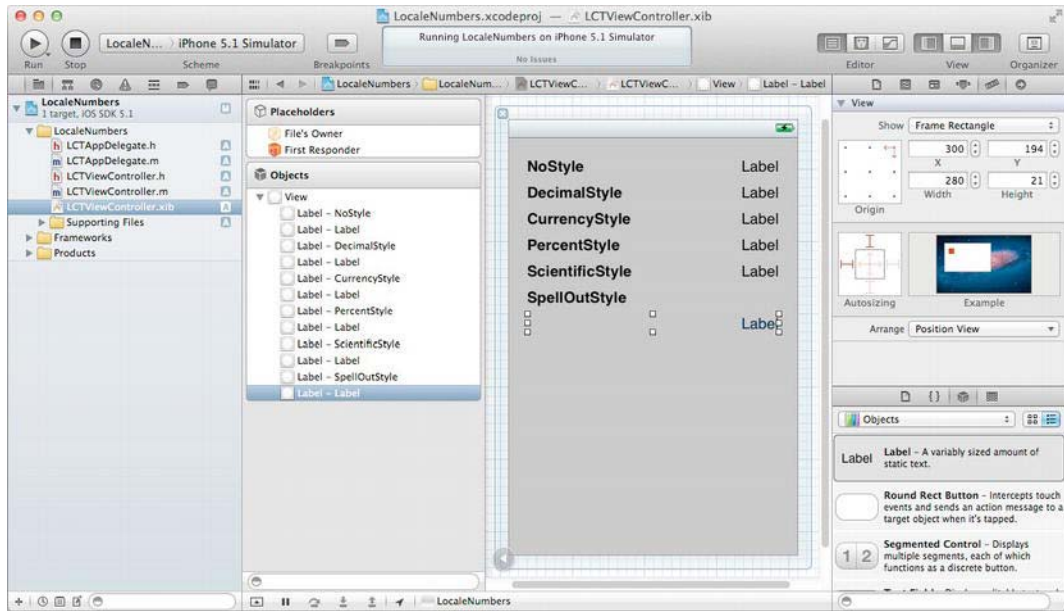 LocaleNumbers.xcodeproj — LCTViewController.xib
Run
Stop
LocaleN... iPhone 5.1 Simulator
Scheme
Breakpoints
Running LocaleNumbers on iPhone 5.1 Simulator
No Issues
Editor
View
Organizer
LocaleNumbers
LocaleNum...
LCTViewC...
LCTViewC...
View
Label – Label
LocaleNumbers
1 target, iOS SDK 5.1
LocaleNumbers
h LCTAppDelegate.h A
m LCTAppDelegate.m A
h LCTViewController.h A
m LCTViewController.m A
LCTViewController.xib A
Supporting Files A
Frameworks
Products
Placeholders
File's Owner
First Responder
Objects
View
Label – NoStyle
Label – Label
Label – DecimalStyle
Label – Label
Label – CurrencyStyle
Label – Label
Label – PercentStyle
Label – Label
Label – ScientificStyle
Label – Label
Label – SpellOutStyle
Label – Label
NoStyle Label
DecimalStyle Label
CurrencyStyle Label
PercentStyle Label
ScientificStyle Label
SpellOutStyle
Label
View
Show Frame Rectangle
300 194
X Y
280 21
Width Height
Origin
Autosizing
Example
Arrange Position View
Objects
Label
Label – A variably sized amount of
static text.
Round Rect Button – Intercepts touch
events and sends an action message to a
target object when it's tapped.
1 2
Segmented Control – Displays
multiple segments, each of which
functions as a discrete button.
LocaleNumbers